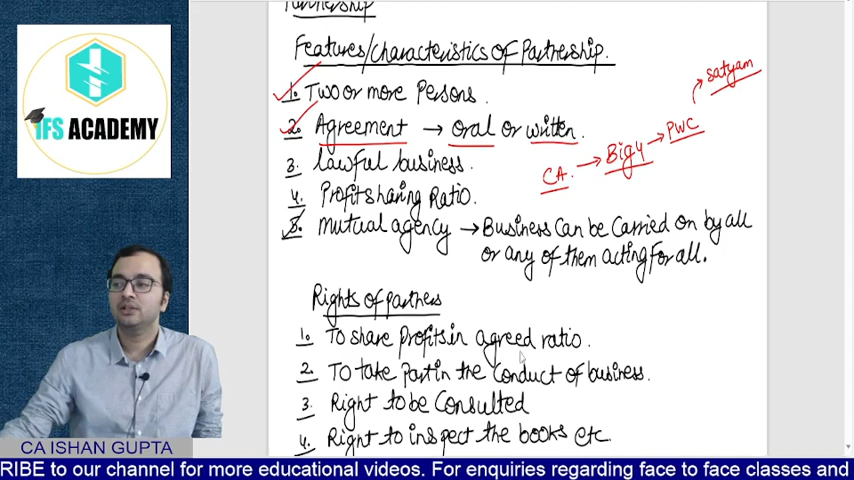 Partnership
Features/characteristics of Partnership.
1. Two or more Persons.
2. Agreement → oral or written.
3. lawful business.
4. Profitsharing Ratio.
5. Mutual agency → Business Can be Carried on by all
or any of them acting for all.
CA → Big 4 → PWC → satyam
Rights of partners
1. To share Profits in agreed ratio.
2. To take Part in the Conduct of business.
3. Right to be Consulted
4. Right to inspect the books etc.
IFS ACADEMY
CA ISHAN GUPTA
RIBE to our channel for more educational videos. For enquiries regarding face to face classes and